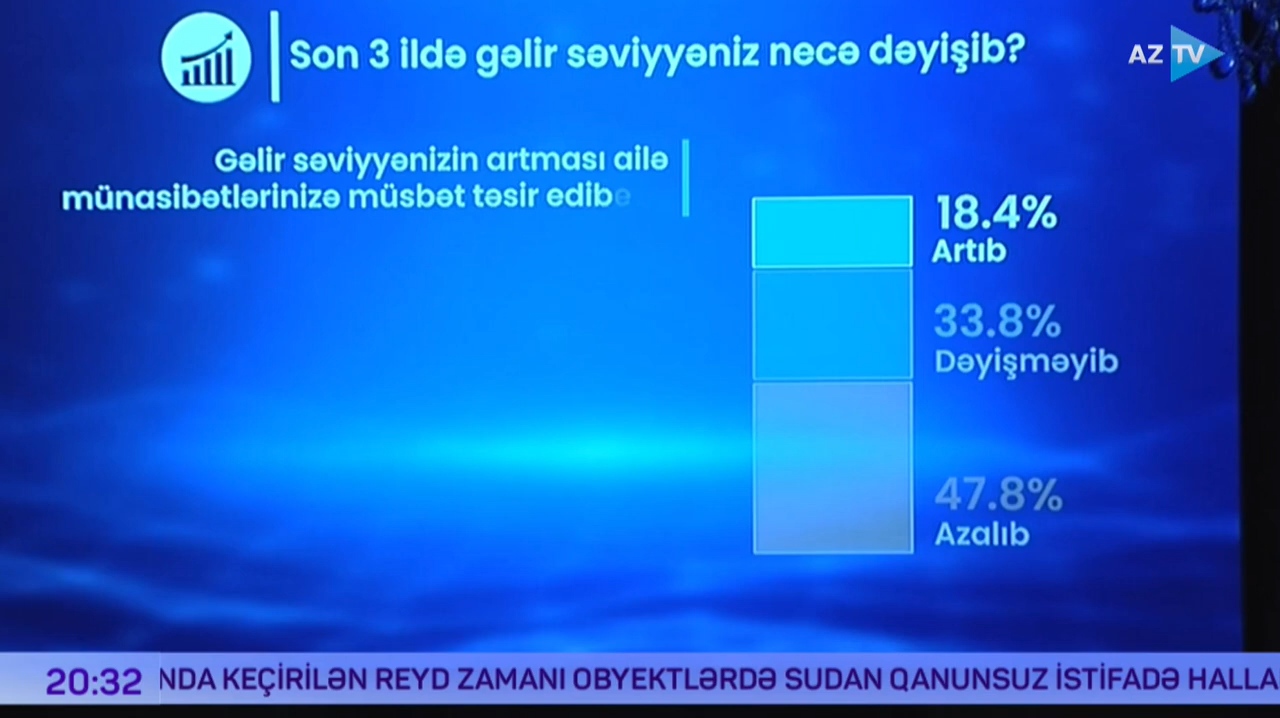 Son 3 ildə gəlir səviyyəniz necə dəyişib?
AZ TV
Gəlir səviyyənizin artması ailə
münasibətlərinizə müsbət təsir edibə
18.4%
Artıb
33.8%
Dəyişməyib
47.8%
Azalıb
20:32 NDA KEÇİRİLƏN REYD ZAMANI OBYEKTLƏRDƏ SUDAN QANUNSUZ İSTİFADƏ HALLA